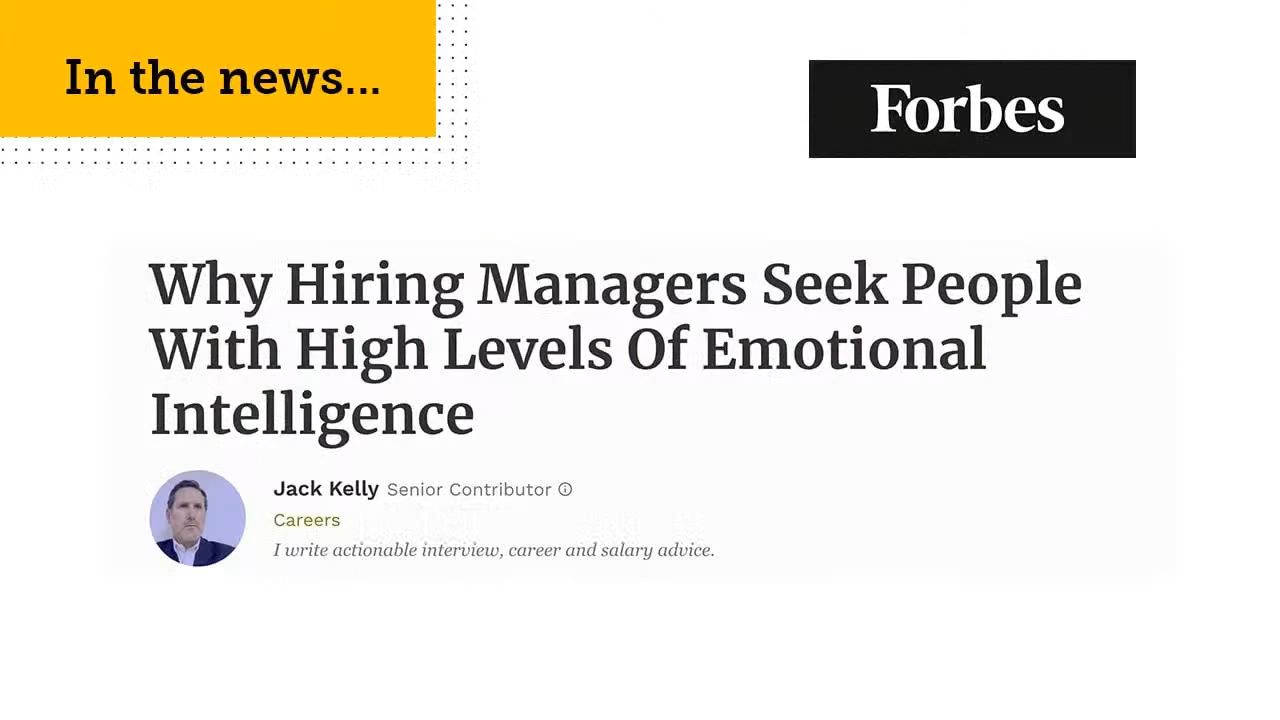 In the news...
Forbes
Why Hiring Managers Seek People
With High Levels Of Emotional
Intelligence
Jack Kelly Senior Contributor
Careers
I write actionable interview, career and salary advice.